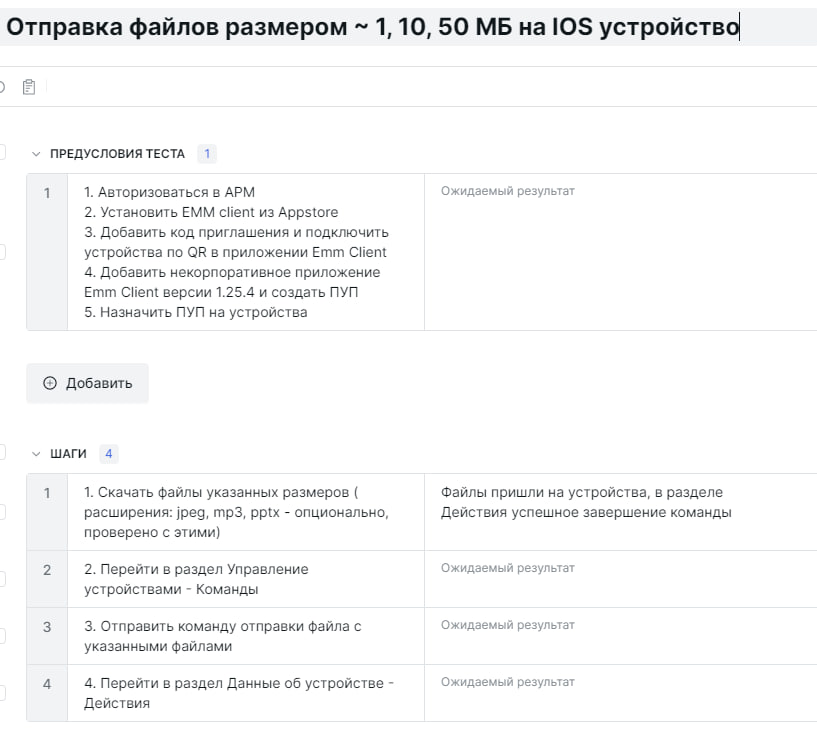 Отправка файлов размером ~ 1, 10, 50 МБ на IOS устройство
ПРЕДУСЛОВИЯ ТЕСТА 1
1
1. Авторизоваться в АРМ
2. Установить EMM client из Appstore
3. Добавить код приглашения и подключить
устройства по QR в приложении Emm Client
4. Добавить некорпоративное приложение
Emm Client версии 1.25.4 и создать ПУП
5. Назначить ПУП на устройства
Ожидаемый результат
Добавить
ШАГИ 4
1
1. Скачать файлы указанных размеров (
расширения: jpeg, mp3, pptx - опционально,
проверено с этими)
Файлы пришли на устройства, в разделе
Действия успешное завершение команды
2
2. Перейти в раздел Управление
устройствами - Команды
Ожидаемый результат
3
3. Отправить команду отправки файла с
указанными файлами
Ожидаемый результат
4
4. Перейти в раздел Данные об устройстве -
Действия
Ожидаемый результат